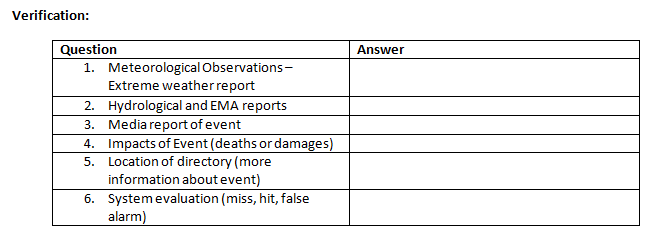 Verification:
Question Answer
1. Meteorological Observations –
Extreme weather report
2. Hydrological and EMA reports
3. Media report of event
4. Impacts of Event (deaths or damages)
5. Location of directory (more
information about event)
6. System evaluation (miss, hit, false
alarm)